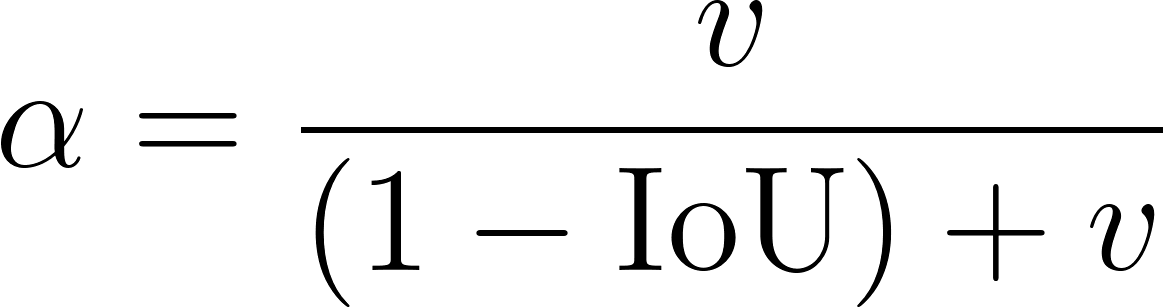 α = v / ((1 − IoU) + v)